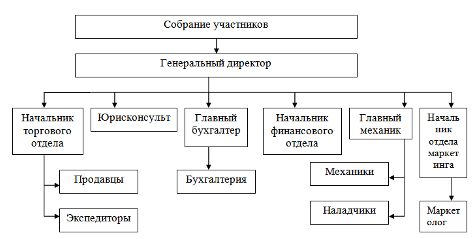 Собрание участников
Генеральный директор
Начальник
торгового
отдела
Юрисконсульт
Главный
бухгалтер
Начальник
финансового
отдела
Главный
механик
Началь
ник
отдела
маркет
инга
Продавцы
Экспедиторы
Бухгалтерия
Механики
Наладчики
Маркет
олог